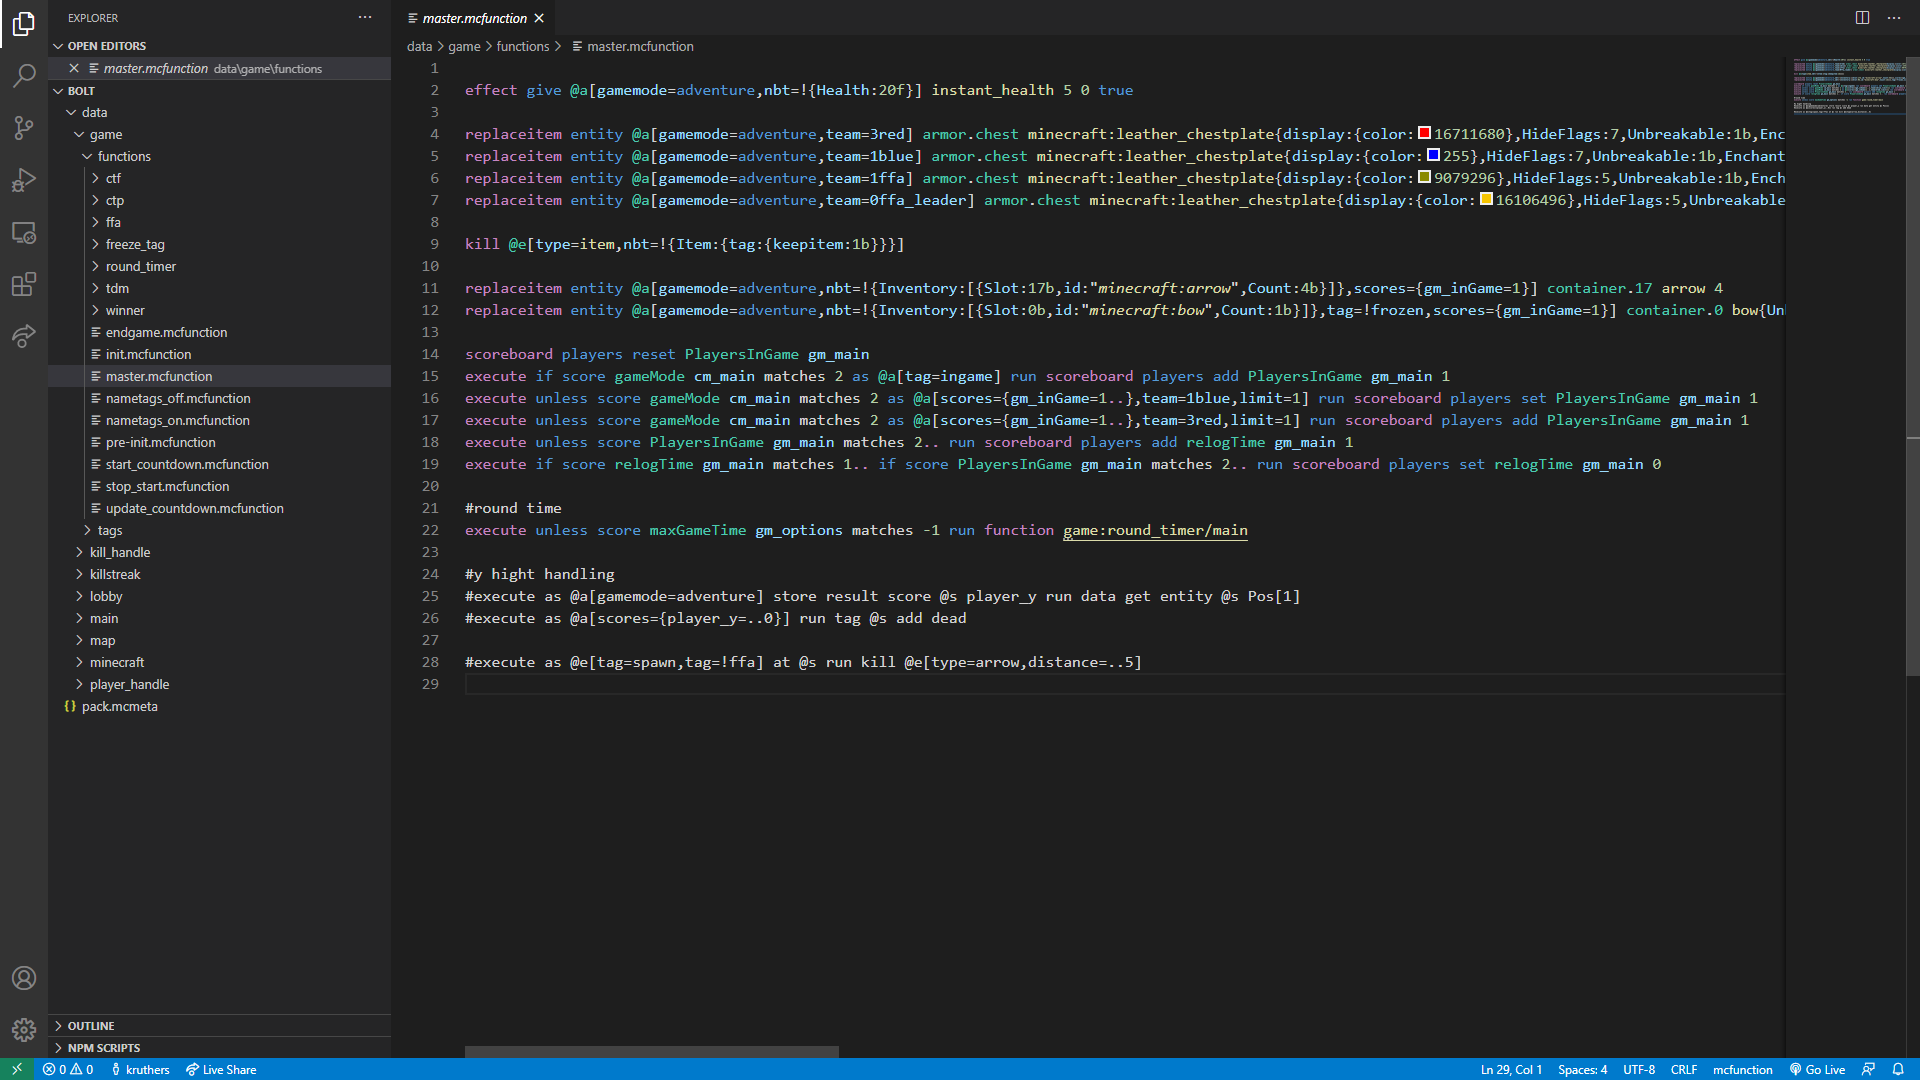 EXPLORER
OPEN EDITORS
master.mcfunction data\game\functions
BOLT
data
game
functions
ctf
ctp
ffa
freeze_tag
round_timer
tdm
winner
endgame.mcfunction
init.mcfunction
master.mcfunction
nametags_off.mcfunction
nametags_on.mcfunction
pre-init.mcfunction
start_countdown.mcfunction
stop_start.mcfunction
update_countdown.mcfunction
tags
kill_handle
killstreak
lobby
main
map
minecraft
player_handle
{} pack.mcmeta
OUTLINE
NPM SCRIPTS
master.mcfunction
data > game > functions > master.mcfunction
1
2 effect give @a[gamemode=adventure,nbt=!{Health:20f}] instant_health 5 0 true
3
4 replaceitem entity @a[gamemode=adventure,team=3red] armor.chest minecraft:leather_chestplate{display:{color:16711680},HideFlags:7,Unbreakable:1b,Enc
5 replaceitem entity @a[gamemode=adventure,team=1blue] armor.chest minecraft:leather_chestplate{display:{color:255},HideFlags:7,Unbreakable:1b,Enchant
6 replaceitem entity @a[gamemode=adventure,team=1ffa] armor.chest minecraft:leather_chestplate{display:{color:9079296},HideFlags:5,Unbreakable:1b,Ench
7 replaceitem entity @a[gamemode=adventure,team=0ffa_leader] armor.chest minecraft:leather_chestplate{display:{color:16106496},HideFlags:5,Unbreakable
8
9 kill @e[type=item,nbt=!{Item:{tag:{keepitem:1b}}}]
10
11 replaceitem entity @a[gamemode=adventure,nbt=!{Inventory:[{Slot:17b,id:"minecraft:arrow",Count:4b}]},scores={gm_inGame=1}] container.17 arrow 4
12 replaceitem entity @a[gamemode=adventure,nbt=!{Inventory:[{Slot:0b,id:"minecraft:bow",Count:1b}]},tag=!frozen,scores={gm_inGame=1}] container.0 bow{Un
13
14 scoreboard players reset PlayersInGame gm_main
15 execute if score gameMode cm_main matches 2 as @a[tag=ingame] run scoreboard players add PlayersInGame gm_main 1
16 execute unless score gameMode cm_main matches 2 as @a[scores={gm_inGame=1..},team=1blue,limit=1] run scoreboard players set PlayersInGame gm_main 1
17 execute unless score gameMode cm_main matches 2 as @a[scores={gm_inGame=1..},team=3red,limit=1] run scoreboard players add PlayersInGame gm_main 1
18 execute unless score PlayersInGame gm_main matches 2.. run scoreboard players add relogTime gm_main 1
19 execute if score relogTime gm_main matches 1.. if score PlayersInGame gm_main matches 2.. run scoreboard players set relogTime gm_main 0
20
21 #round time
22 execute unless score maxGameTime gm_options matches -1 run function game:round_timer/main
23
24 #y hight handling
25 #execute as @a[gamemode=adventure] store result score @s player_y run data get entity @s Pos[1]
26 #execute as @a[scores={player_y=..0}] run tag @s add dead
27
28 #execute as @e[tag=spawn,tag=!ffa] at @s run kill @e[type=arrow,distance=..5]
29
0 0 kruthers Live Share Ln 29, Col 1 Spaces: 4 UTF-8 CRLF mcfunction Go Live